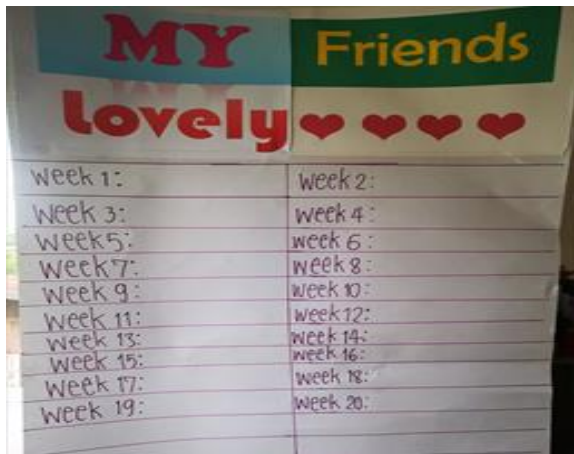 MY Friends
Lovely
Week 1: Week 2:
Week 3: Week 4:
Week5: week 6:
Week7: week 8:
Week 9: week 10:
Week 11: week12:
Week 13: week 14:
Week 15: week 16:
Week 17: week 18:
Week 19: week 20: